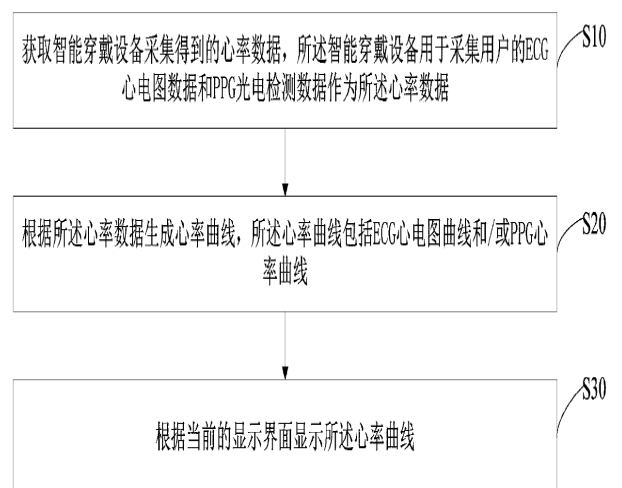 获取智能穿戴设备采集得到的心率数据，所述智能穿戴设备用于采集用户的ECG
心电图数据和PPG光电检测数据作为所述心率数据
S10
根据所述心率数据生成心率曲线，所述心率曲线包括ECG心电图曲线和/或PPG心
率曲线
S20
根据当前的显示界面显示所述心率曲线
S30